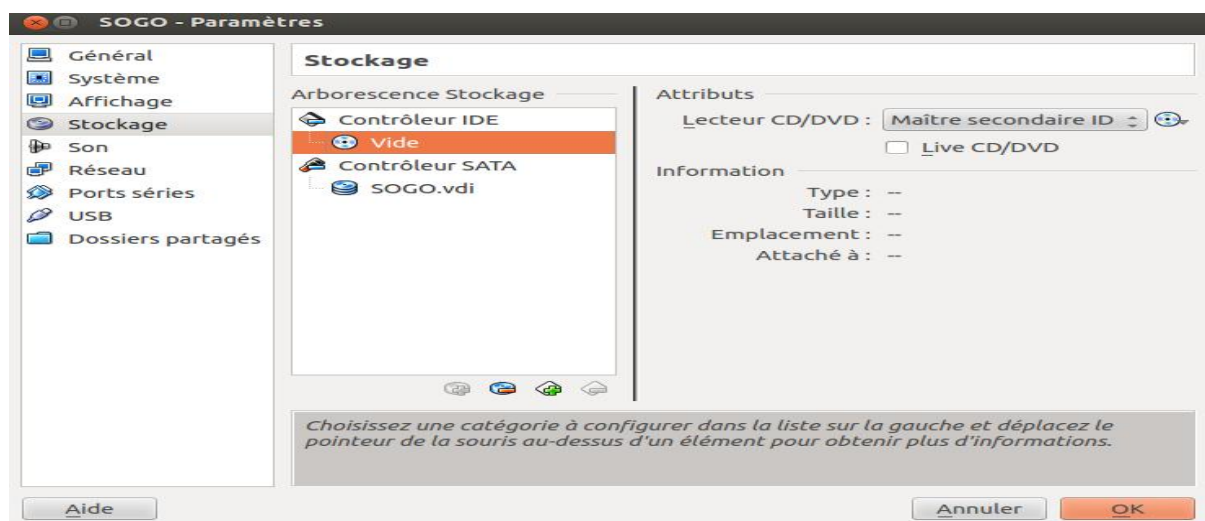 SOGO - Paramètres
Général
Système
Affichage
Stockage
Son
Réseau
Ports séries
USB
Dossiers partagés
Stockage
Arborescence Stockage
Contrôleur IDE
Vide
Contrôleur SATA
SOGO.vdi
Attributs
Lecteur CD/DVD : Maître secondaire ID
Live CD/DVD
Information
Type : --
Taille : --
Emplacement : --
Attaché à : --
Choisissez une catégorie à configurer dans la liste sur la gauche et déplacez le
pointeur de la souris au-dessus d'un élément pour obtenir plus d'informations.
Aide
Annuler
OK